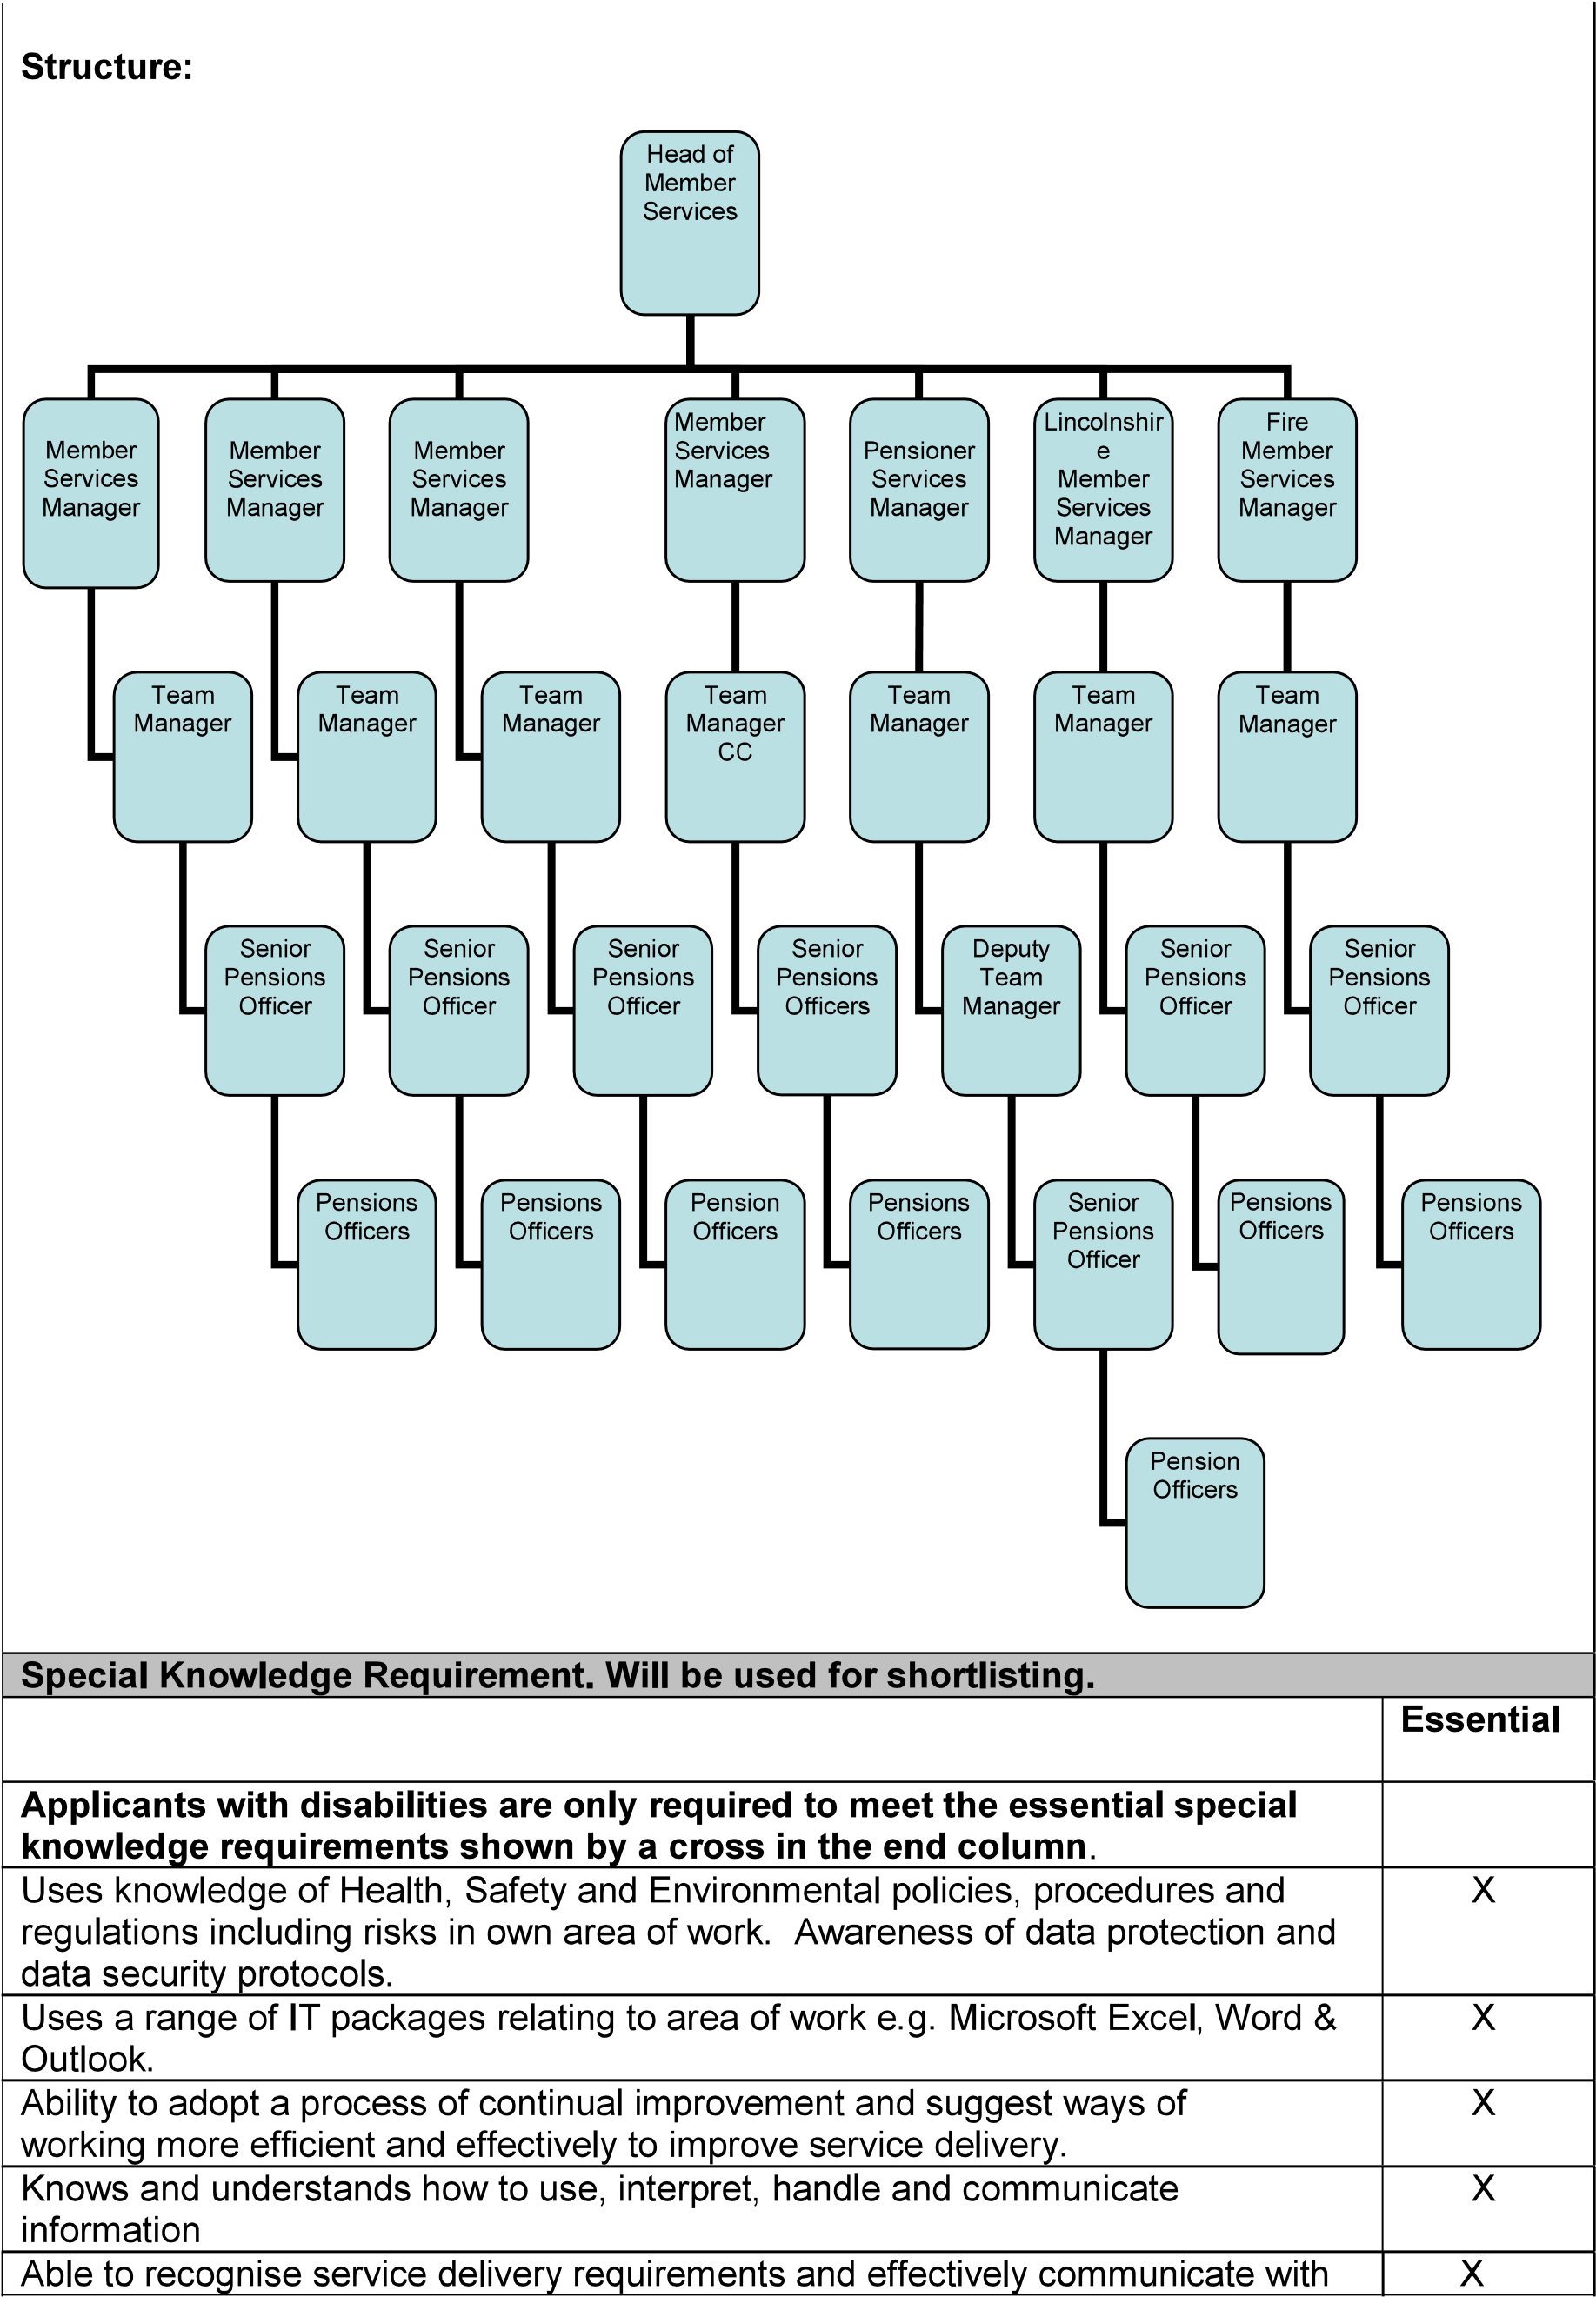 Structure:
Head of
Member
Services
Member
Services
Manager
Member
Services
Manager
Member
Services
Manager
Member
Services
Manager
Pensioner
Services
Manager
Lincolnshir
e
Member
Services
Manager
Fire
Member
Services
Manager
Team
Manager
Team
Manager
Team
Manager
Team
Manager
CC
Team
Manager
Team
Manager
Team
Manager
Senior
Pensions
Officer
Senior
Pensions
Officer
Senior
Pensions
Officer
Senior
Pensions
Officers
Deputy
Team
Manager
Senior
Pensions
Officer
Senior
Pensions
Officer
Pensions
Officers
Pensions
Officers
Pension
Officers
Pensions
Officers
Senior
Pensions
Officer
Pensions
Officers
Pensions
Officers
Pension
Officers
Special Knowledge Requirement. Will be used for shortlisting.
Essential
Applicants with disabilities are only required to meet the essential special
knowledge requirements shown by a cross in the end column.
Uses knowledge of Health, Safety and Environmental policies, procedures and X
regulations including risks in own area of work.  Awareness of data protection and
data security protocols.
Uses a range of IT packages relating to area of work e.g. Microsoft Excel, Word & X
Outlook.
Ability to adopt a process of continual improvement and suggest ways of X
working more efficient and effectively to improve service delivery.
Knows and understands how to use, interpret, handle and communicate X
information
Able to recognise service delivery requirements and effectively communicate with X